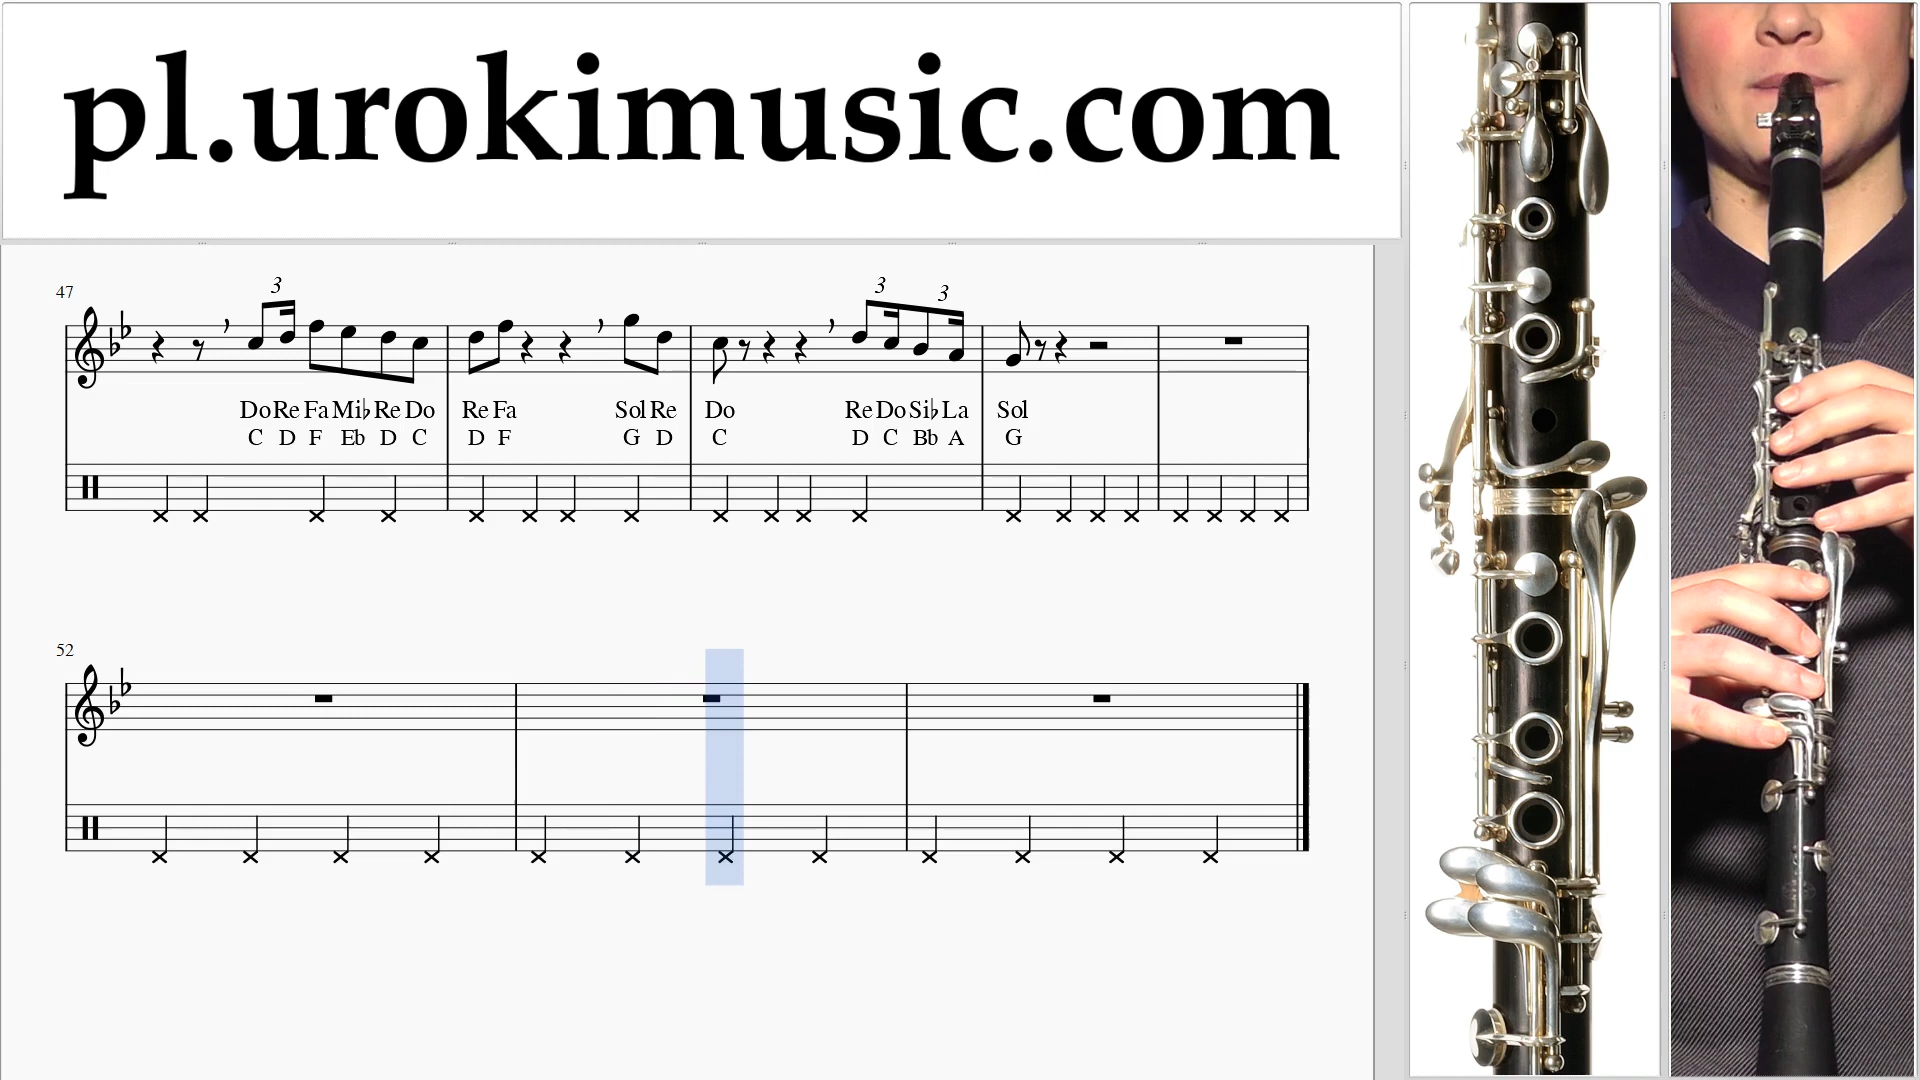 pl.urokimusic.com
47
3 3 3
Do Re Fa Mi♭ Re Do Re Fa Sol Re Do Re Do Si♭ La Sol
C D F Eb D C D F G D C D C Bb A G
52